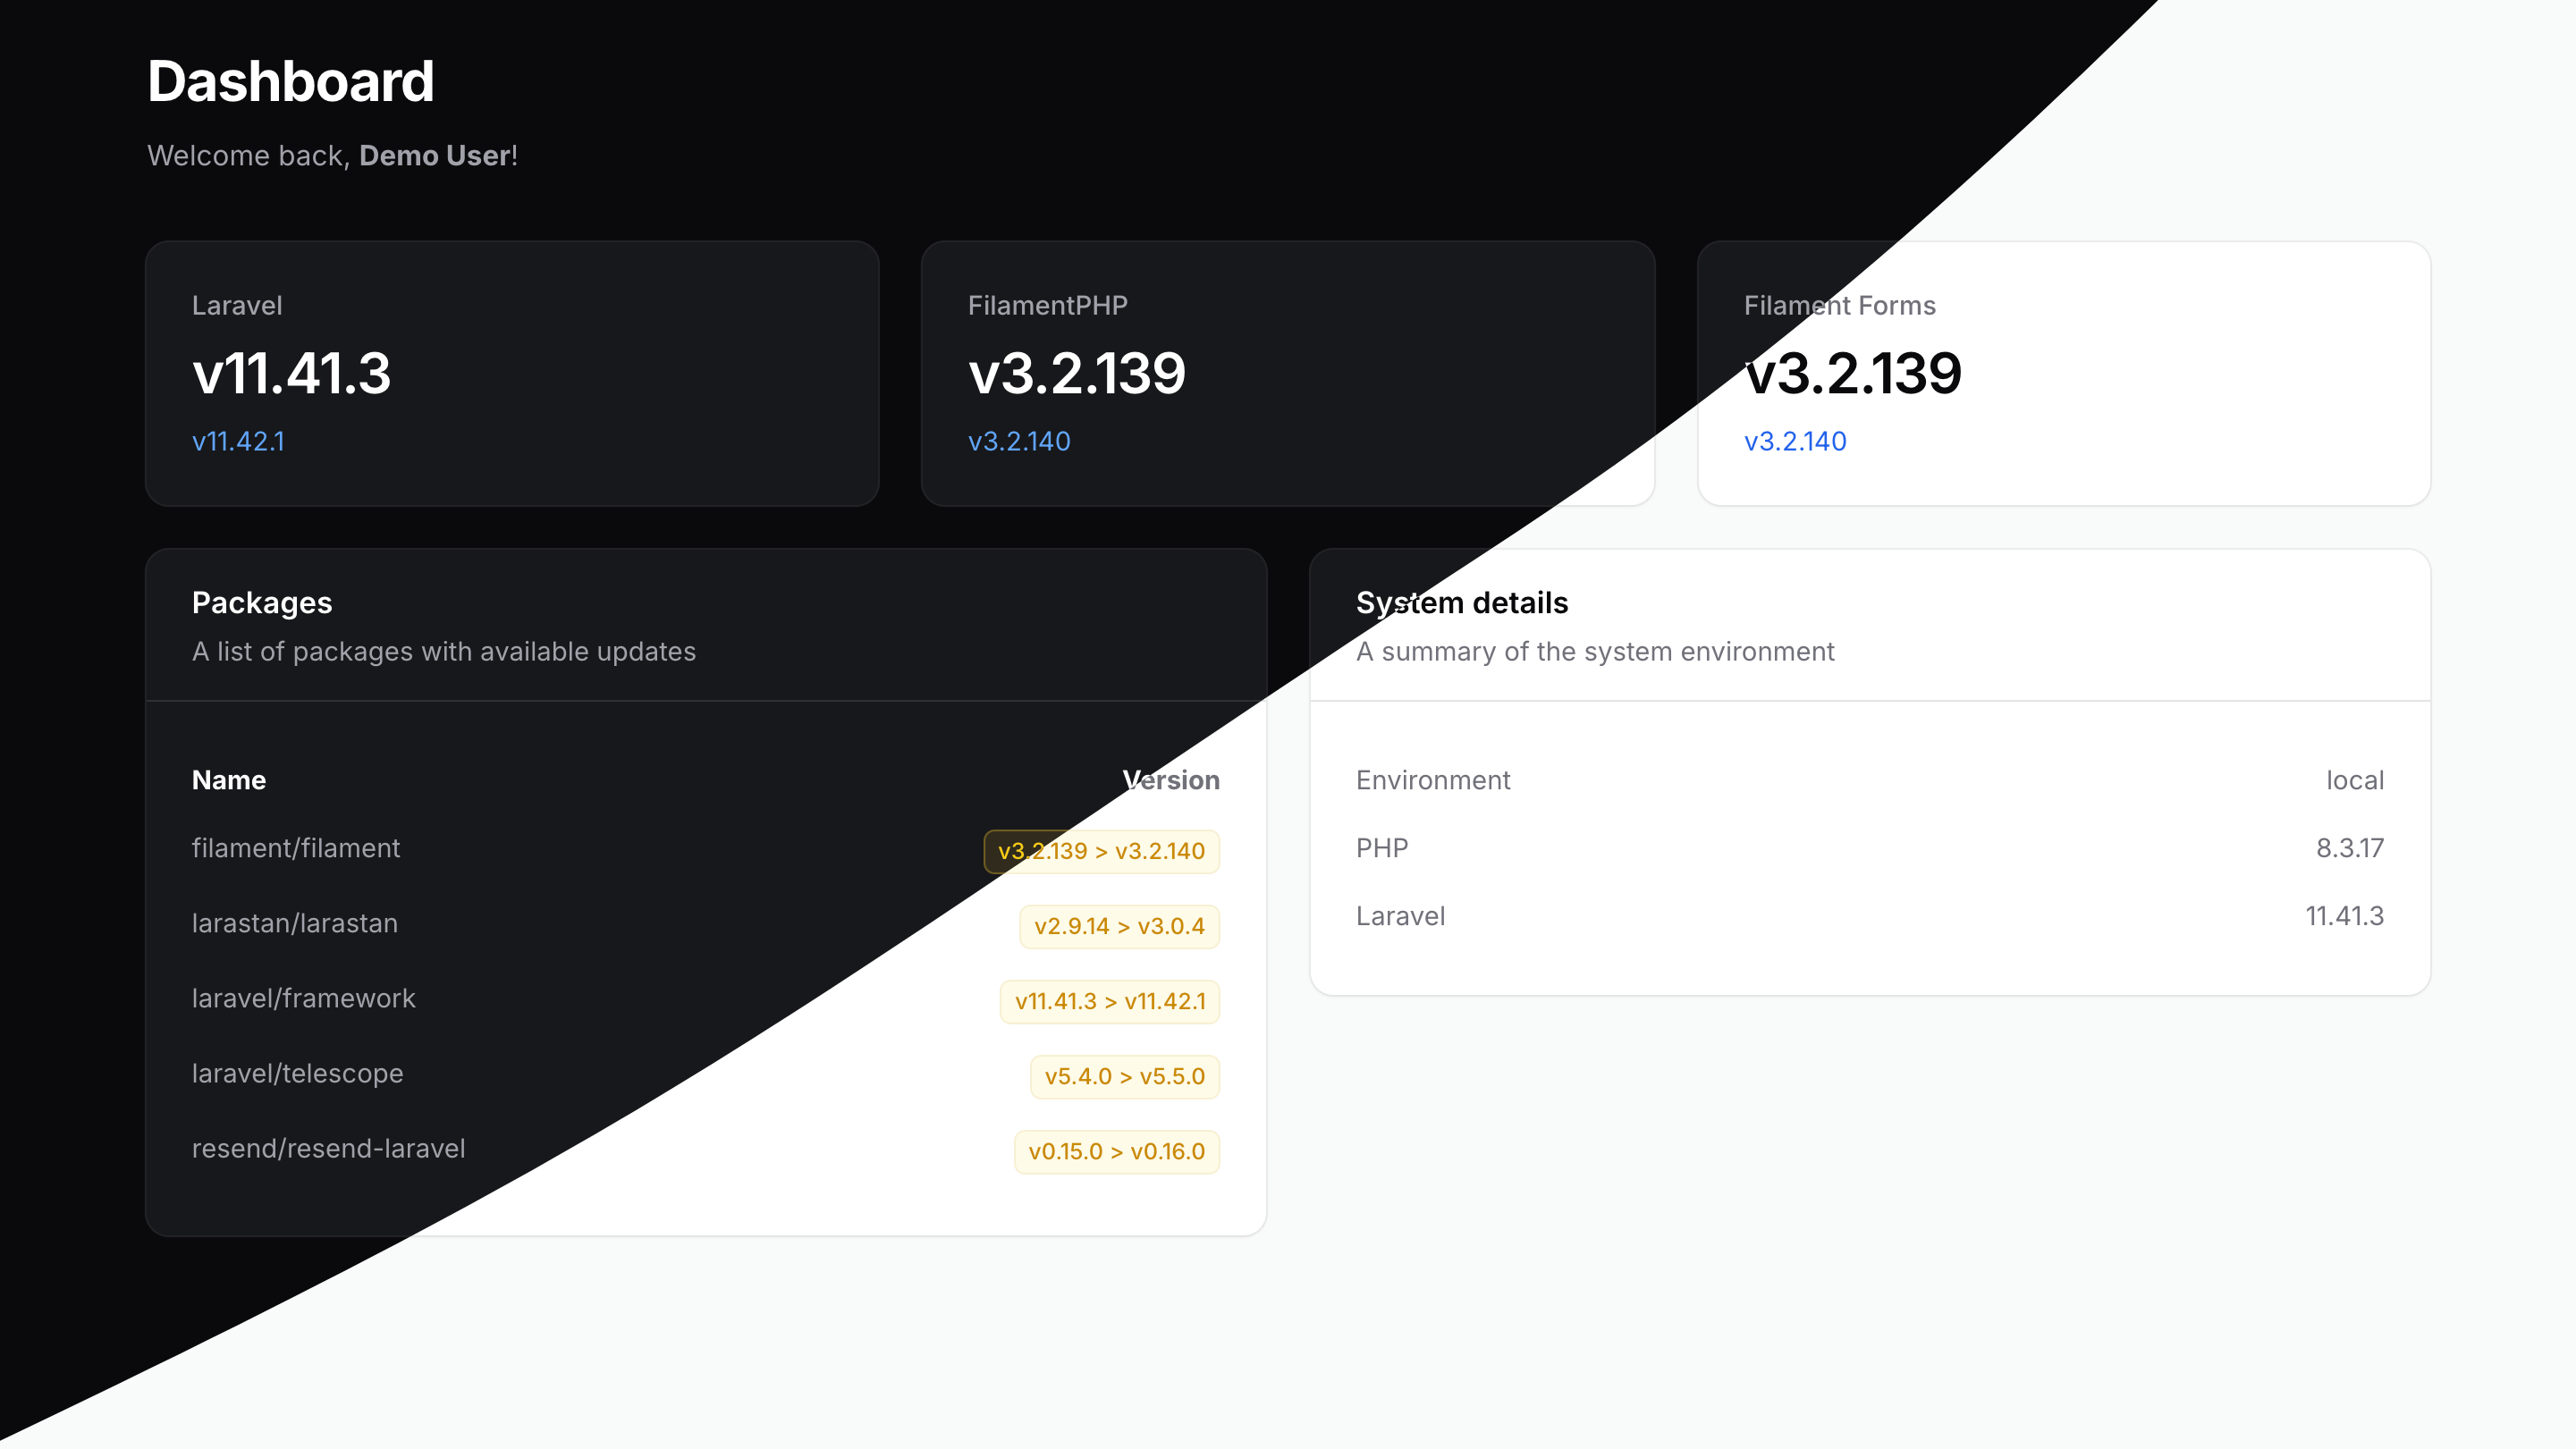 Dashboard
Welcome back, Demo User!
Laravel
v11.41.3
v11.42.1
FilamentPHP
v3.2.139
v3.2.140
Filament Forms
v3.2.139
v3.2.140
Packages
A list of packages with available updates
Name Version
filament/filament v3.2.139 > v3.2.140
larastan/larastan v2.9.14 > v3.0.4
laravel/framework v11.41.3 > v11.42.1
laravel/telescope v5.4.0 > v5.5.0
resend/resend-laravel v0.15.0 > v0.16.0
System details
A summary of the system environment
Environment local
PHP 8.3.17
Laravel 11.41.3